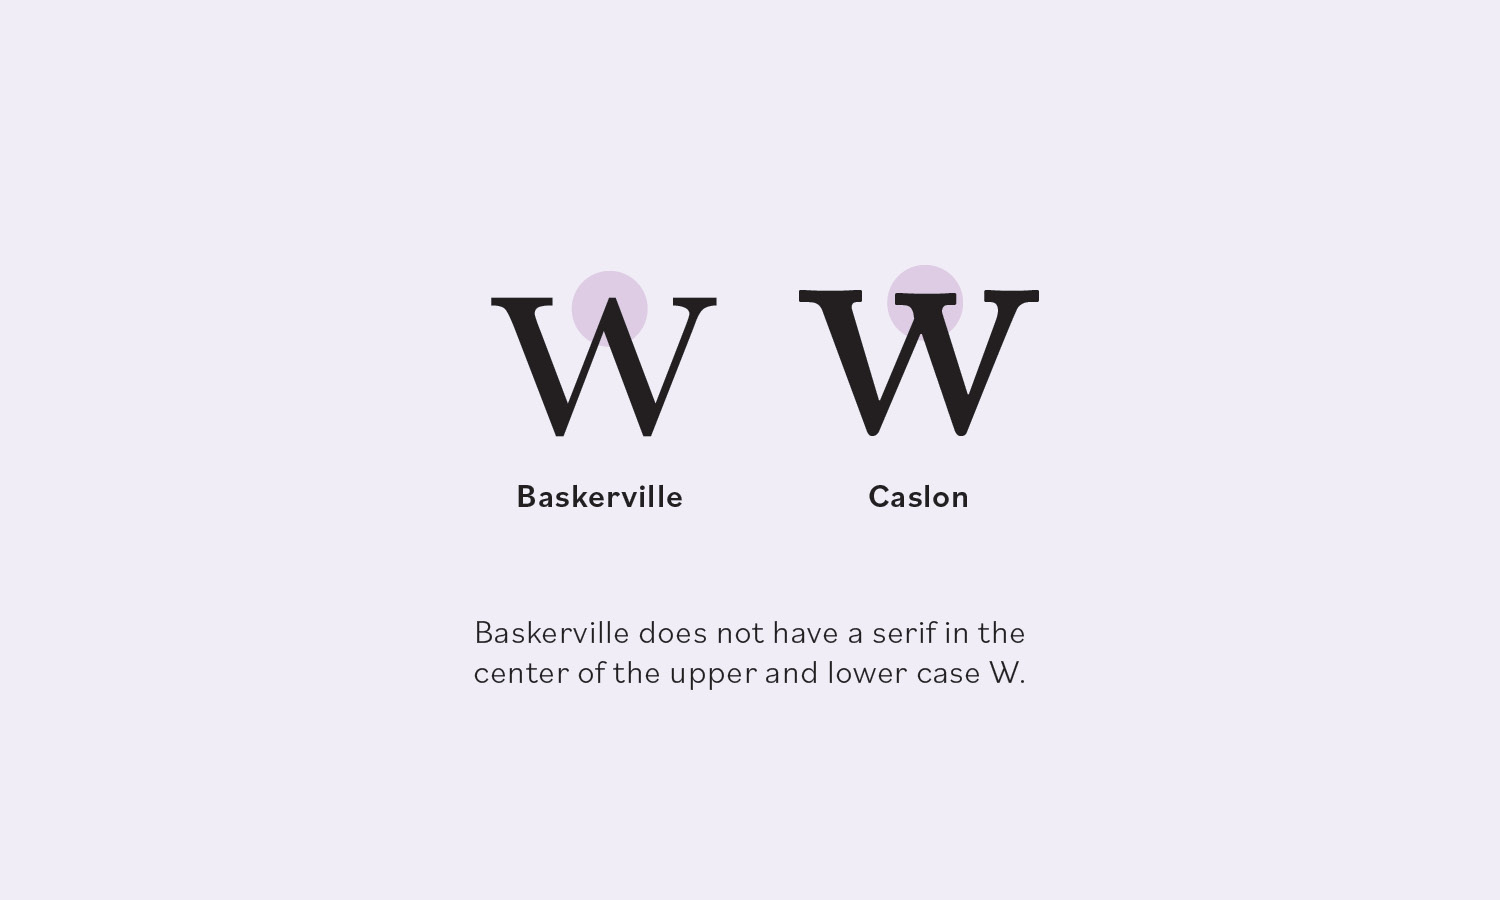 W W
Baskerville Caslon
Baskerville does not have a serif in the
center of the upper and lower case W.